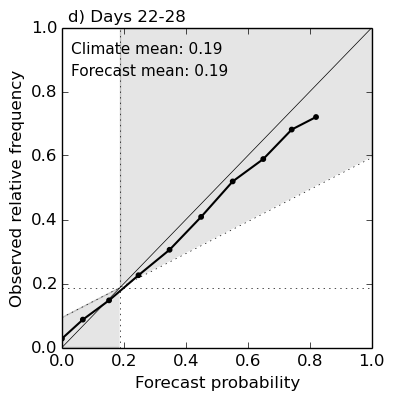 d) Days 22-28
Climate mean: 0.19
Forecast mean: 0.19
1.0
0.8
0.6
0.4
0.2
0.0
Observed relative frequency
0.0 0.2 0.4 0.6 0.8 1.0
Forecast probability